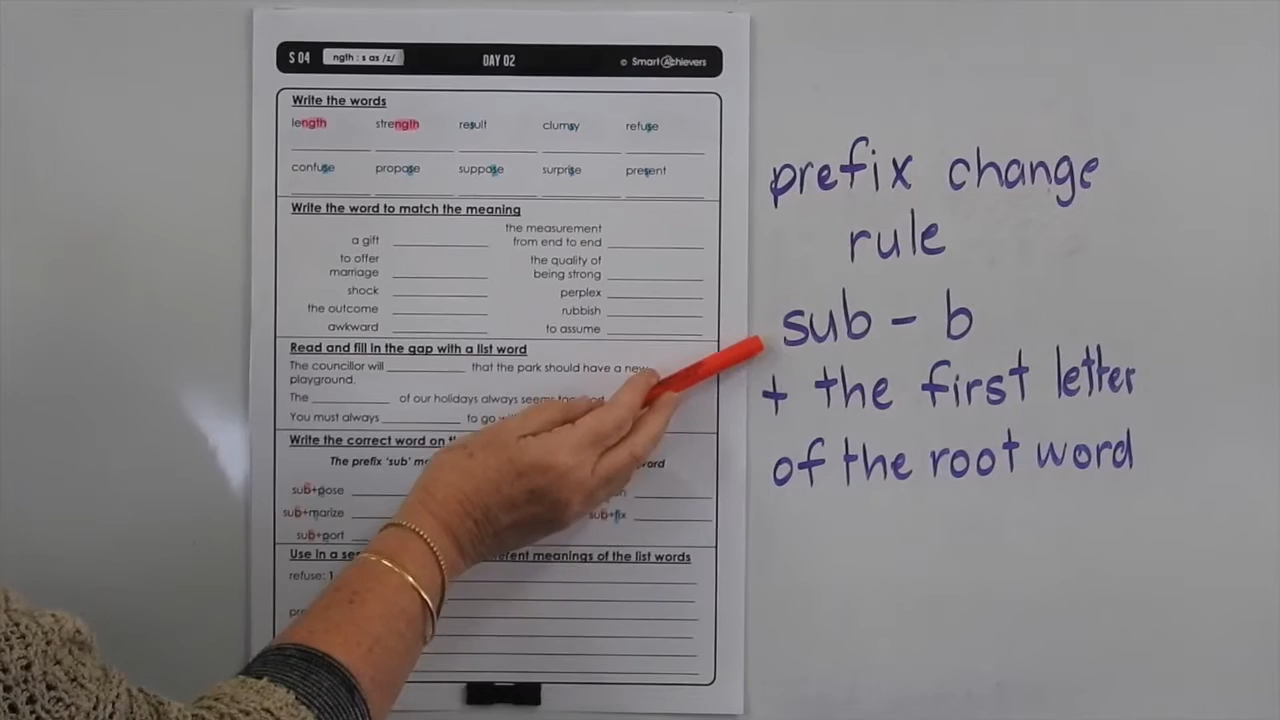 S 04 ngth : s as /z/ DAY 02 © Smart Achievers
Write the words
length strength result clumsy refuse
confuse propose suppose surprise present
Write the word to match the meaning
a gift
the measurement
from end to end
to offer
marriage
the quality of
being strong
shock
perplex
the outcome
rubbish
awkward
to assume
Read and fill in the gap with a list word
The councillor will that the park should have a new
playground.
The of our holidays always seems
You must always to go
Write the correct word on
The prefix 'sub'
sub+pose
sub+marize sub+fix
sub+port
Use in a meanings of the list words
refuse: 1
prefix change
rule
sub - b
+ the first letter
of the root word